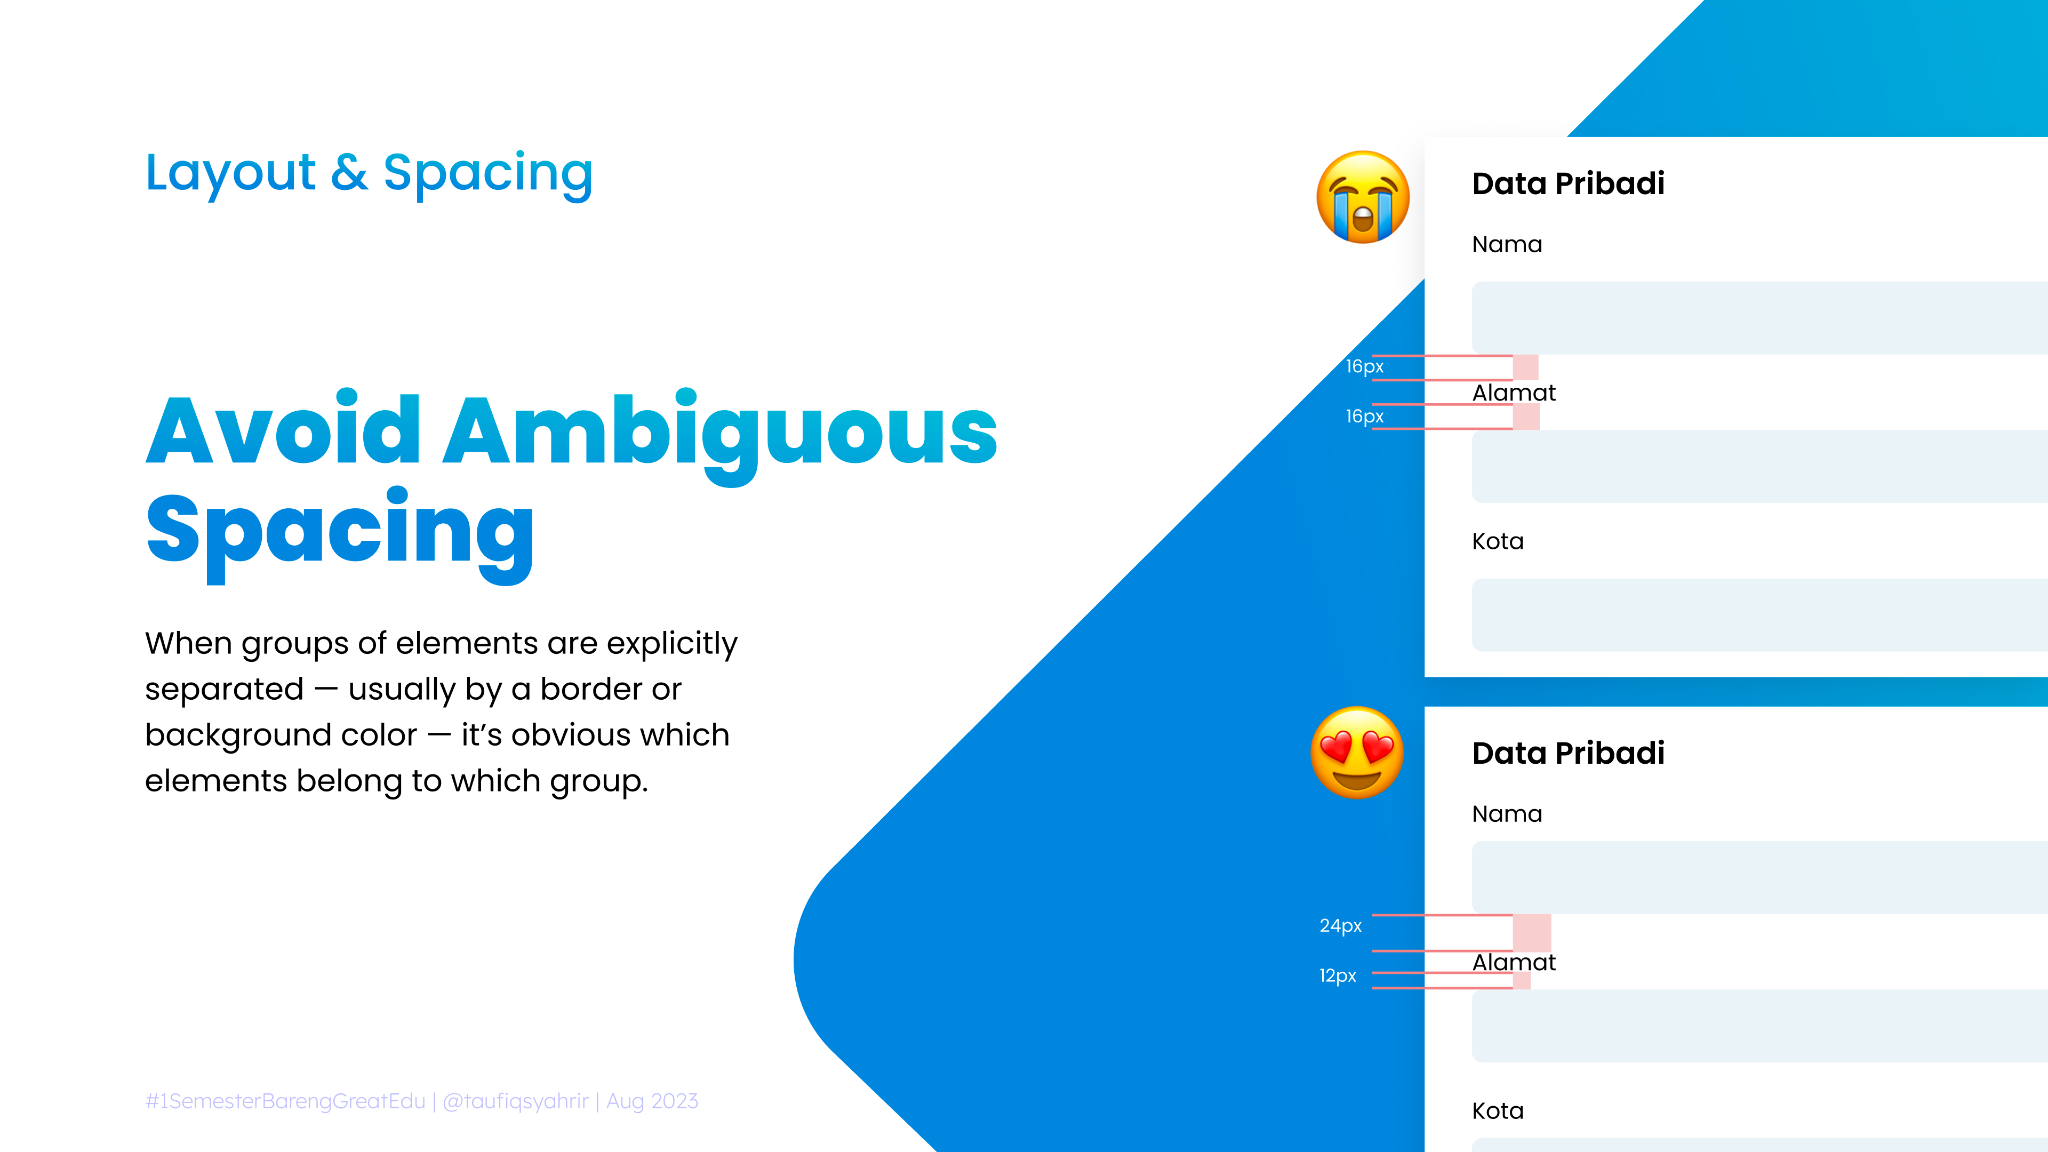 Layout & Spacing
Avoid Ambiguous
Spacing
When groups of elements are explicitly
separated — usually by a border or
background color — it’s obvious which
elements belong to which group.
#1SemesterBarengGreatEdu | @taufiqsyahrir | Aug 2023
Data Pribadi
Nama
16px
Alamat
16px
Kota
Data Pribadi
Nama
24px
Alamat
12px
Kota